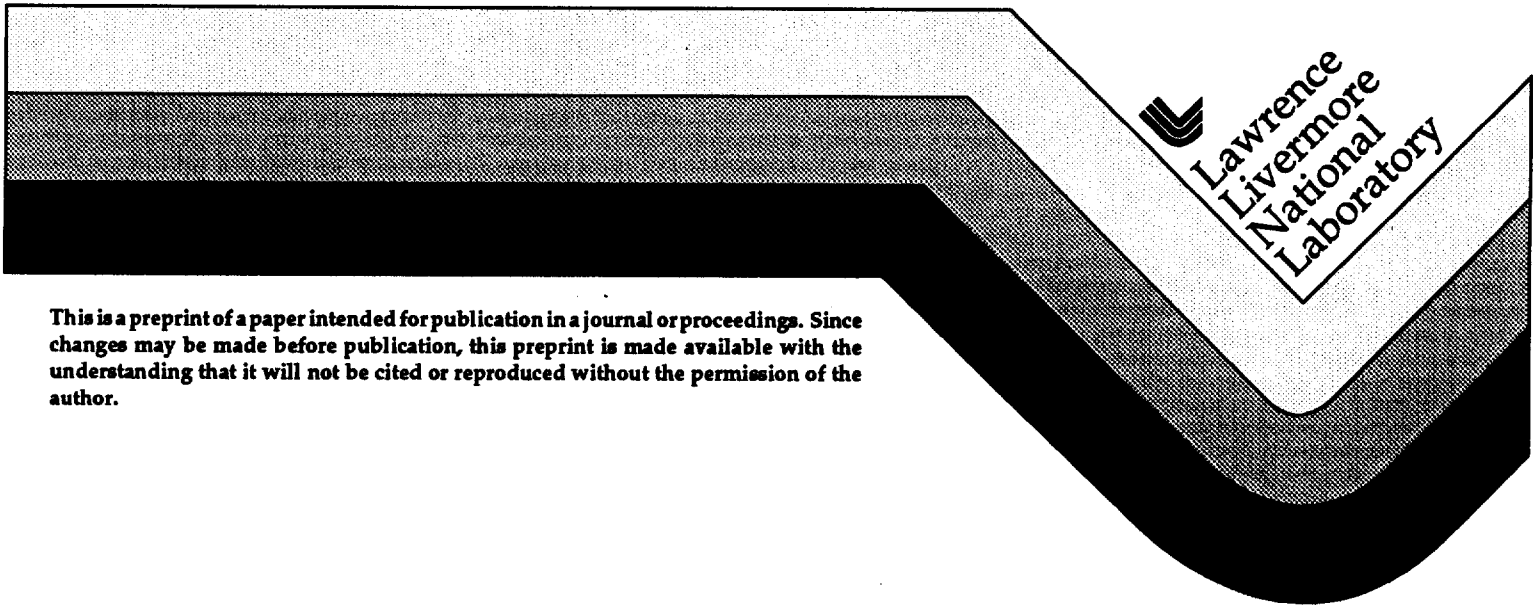 Lawrence
Livermore
National
Laboratory
This is a preprint of a paper intended for publication in a journal or proceedings. Since
changes may be made before publication, this preprint is made available with the
understanding that it will not be cited or reproduced without the permission of the
author.